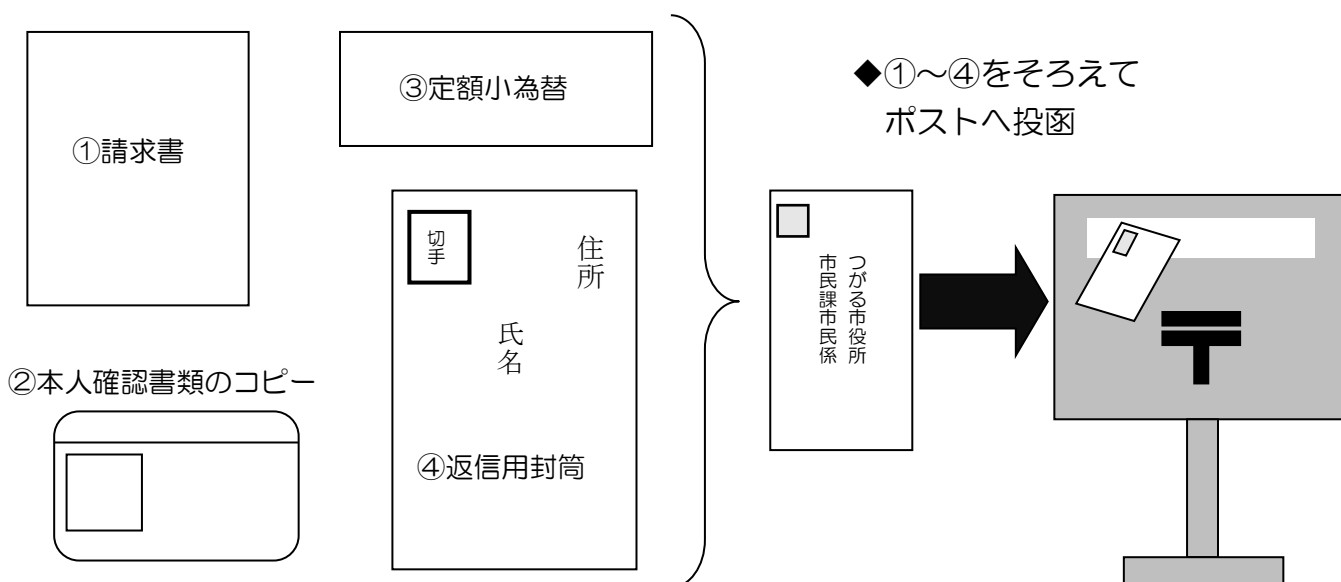 ①請求書
②本人確認書類のコピー
③定額小為替
切手
住所
氏名
④返信用封筒
◆①～④をそろえて
ポストへ投函
つがる市役所
市民課市民係